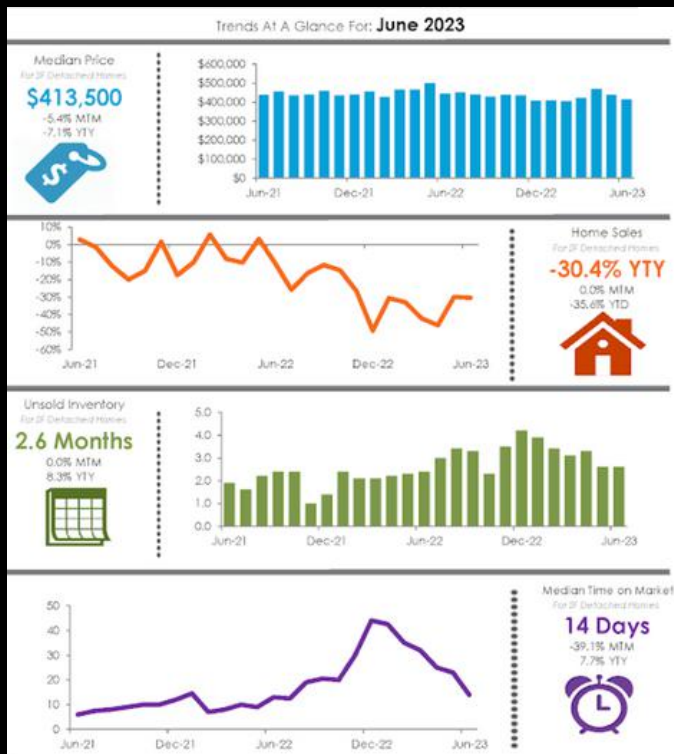 Trends At A Glance For: June 2023
Median Price
For SF Detached Homes
$413,500
-5.4% MTM
-7.1% YTY
$
$600,000
$500,000
$400,000
$300,000
$200,000
$100,000
$0
Jun-21 Dec-21 Jun-22 Dec-22 Jun-23
10%
0%
-10%
-20%
-30%
-40%
-50%
-60%
Jun-21 Dec-21 Jun-22 Dec-22 Jun-23
Home Sales
For SF Detached Homes
-30.4% YTY
0.0% MTM
-35.6% YTD
Unsold Inventory
For SF Detached Homes
2.6 Months
0.0% MTM
8.3% YTY
5.0
4.0
3.0
2.0
1.0
0.0
Jun-21 Dec-21 Jun-22 Dec-22 Jun-23
50
40
30
20
10
0
Jun-21 Dec-21 Jun-22 Dec-22 Jun-23
Median Time on Market
For SF Detached Homes
14 Days
-39.1% MTM
7.7% YTY